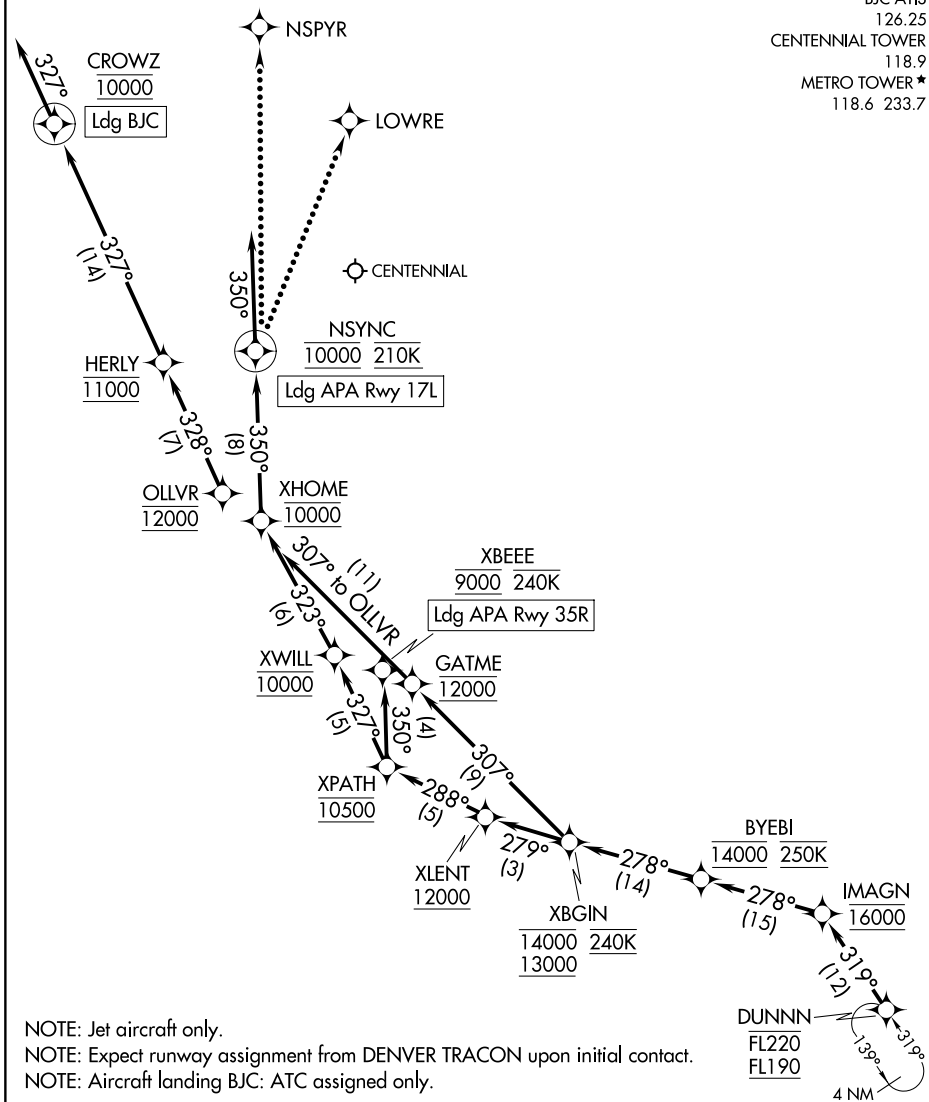 BJC ATIS
126.25
CENTENNIAL TOWER
118.9
METRO TOWER★
118.6 233.7
NSPYR
327°
CROWZ
10000
Ldg BJC
LOWRE
CENTENNIAL
327°
(14)
350°
NSYNC
10000 210K
Ldg APA Rwy 17L
HERLY
11000
328°
(7)
350°
(8)
OLLVR
12000
XHOME
10000
307° to OLLVR
(11)
XBEEE
9000 240K
Ldg APA Rwy 35R
323°
(6)
XWILL
10000
GATME
12000
327°
(5)
350°
(4)
307°
(9)
XPATH
10500
288°
(5)
279°
(3)
XLENT
12000
XBGIN
14000 240K
13000
278°
(14)
BYEBI
14000 250K
278°
(15)
IMAGN
16000
319°
(12)
DUNNN
FL220
FL190
139°
319°
4 NM
NOTE: Jet aircraft only.
NOTE: Expect runway assignment from DENVER TRACON upon initial contact.
NOTE: Aircraft landing BJC: ATC assigned only.